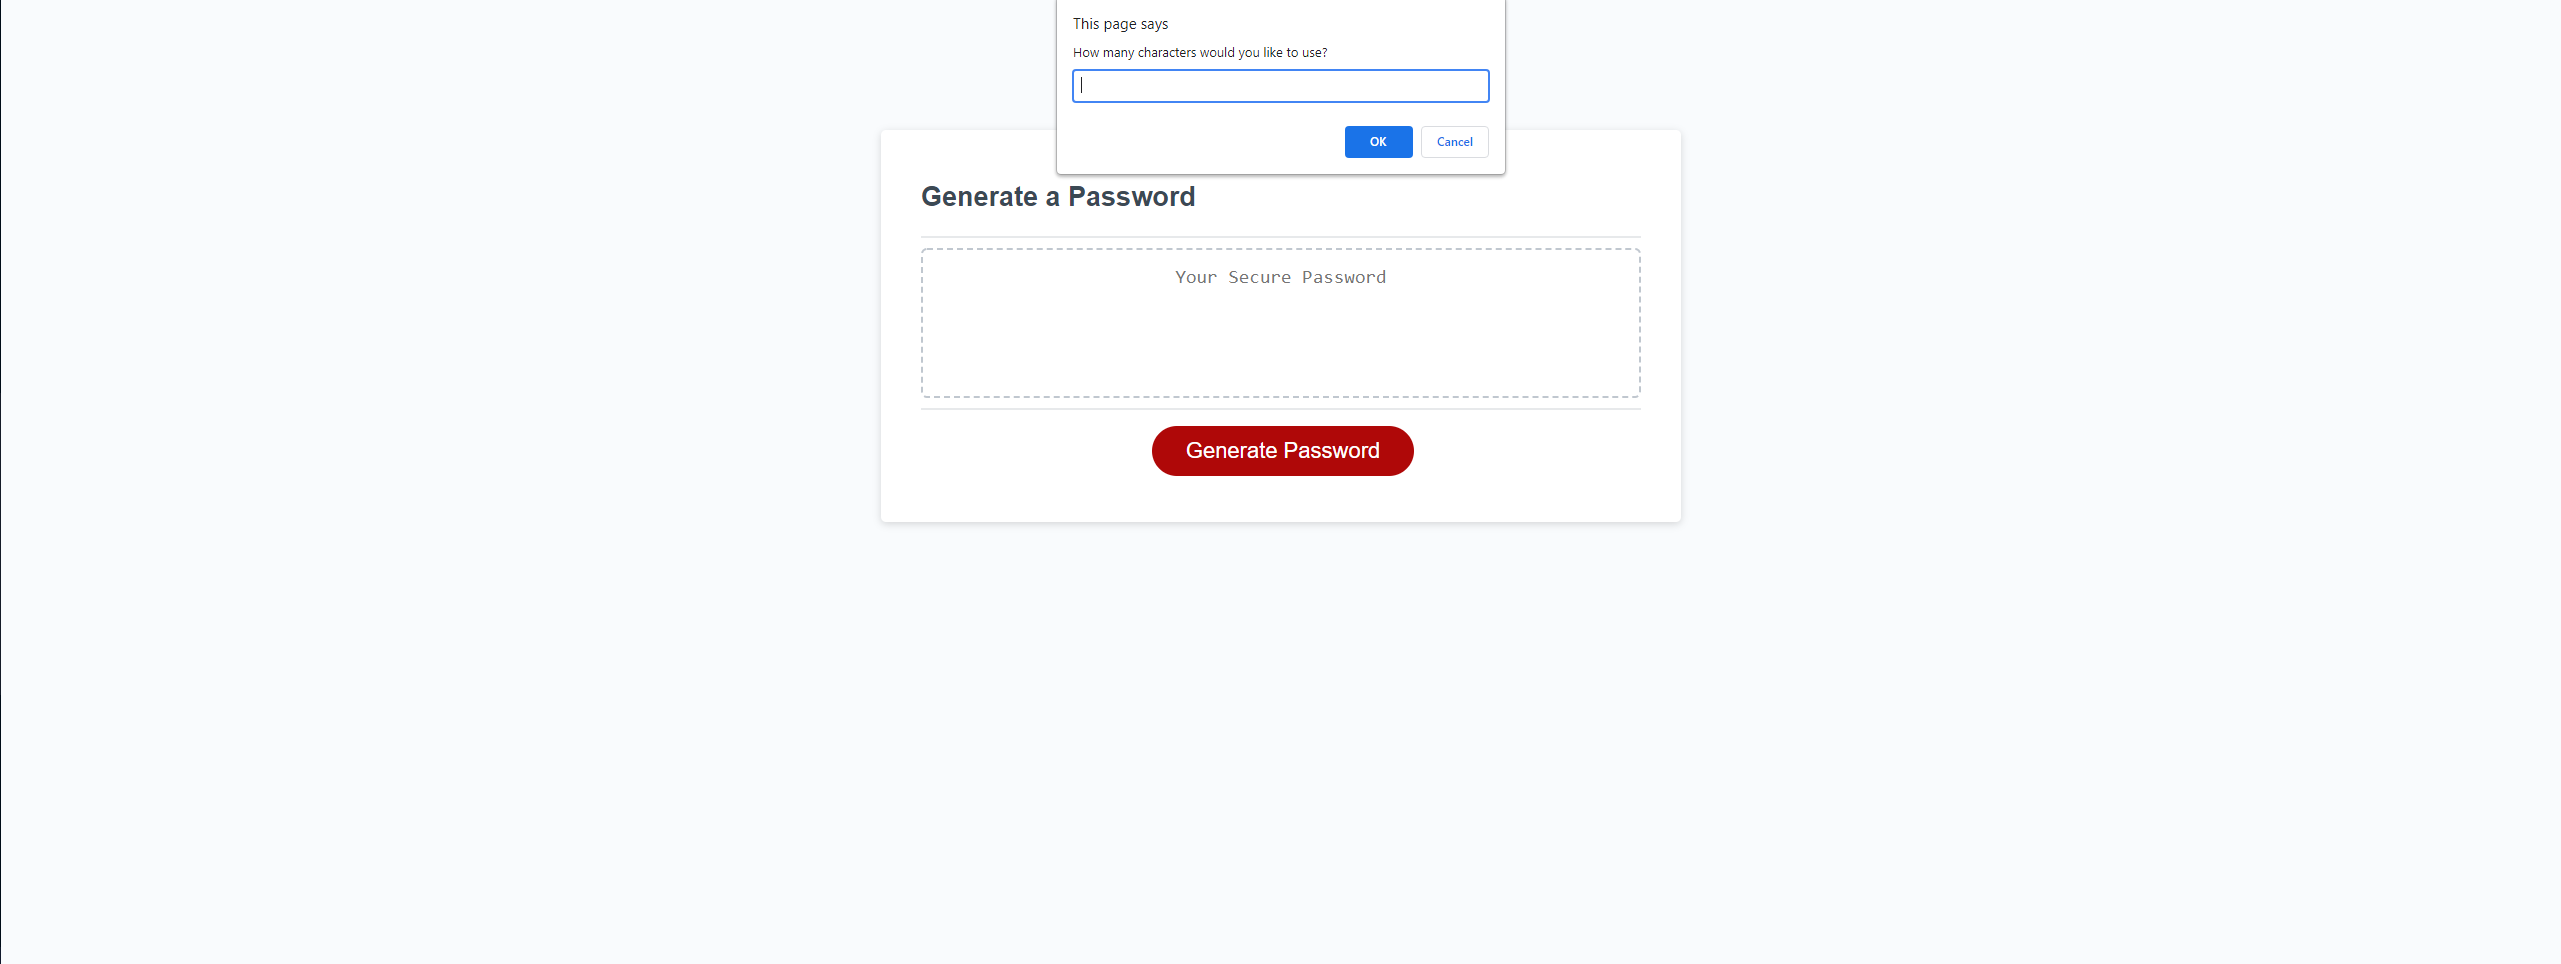 This page says
How many characters would you like to use?
OK
Cancel
Generate a Password
Your Secure Password
Generate Password